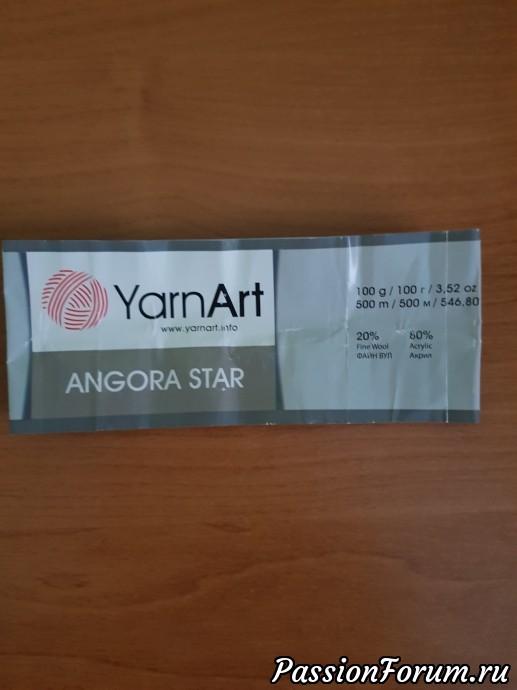 YarnArt
www.yarnart.info
ANGORA STAR
100 g / 100 г / 3,52 oz
500 m / 500 м / 546.80
20% 80%
Fine Wool Acrylic
ФАЙН ВУЛ Акрил
PassionForum.ru